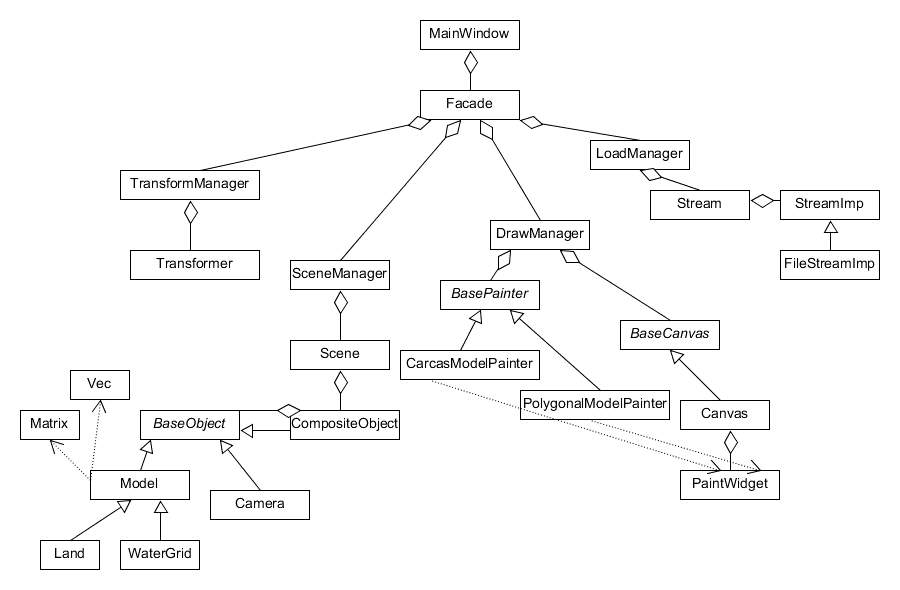 MainWindow
Facade
LoadManager
TransformManager
Stream
StreamImp
DrawManager
Transformer
FileStreamImp
SceneManager
BasePainter
BaseCanvas
Scene
CarcasModelPainter
Vec
PolygonalModelPainter
Canvas
Matrix
BaseObject
CompositeObject
Model
PaintWidget
Camera
Land
WaterGrid